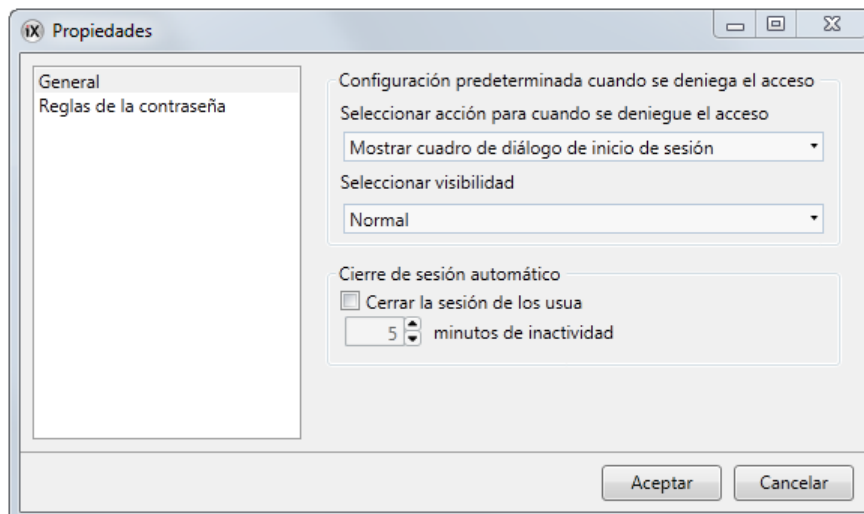 iX Propiedades
General
Reglas de la contraseña
Configuración predeterminada cuando se deniega el acceso
Seleccionar acción para cuando se deniegue el acceso
Mostrar cuadro de diálogo de inicio de sesión
Seleccionar visibilidad
Normal
Cierre de sesión automático
Cerrar la sesión de los usua
5 minutos de inactividad
Aceptar Cancelar